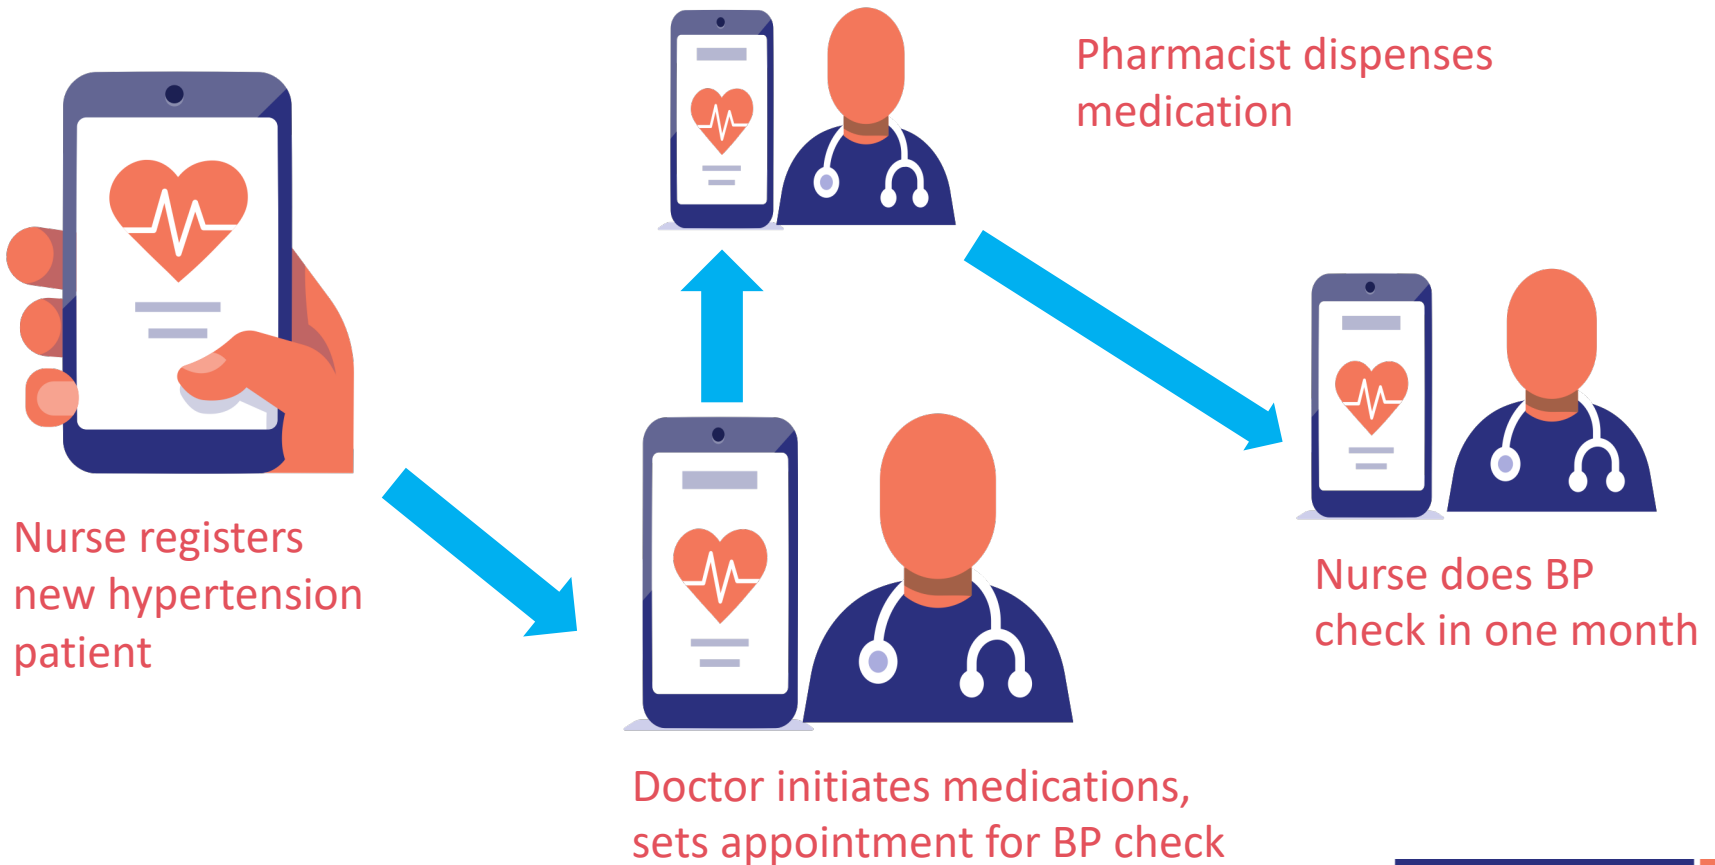 Nurse registers
new hypertension
patient
Doctor initiates medications,
sets appointment for BP check
Pharmacist dispenses
medication
Nurse does BP
check in one month